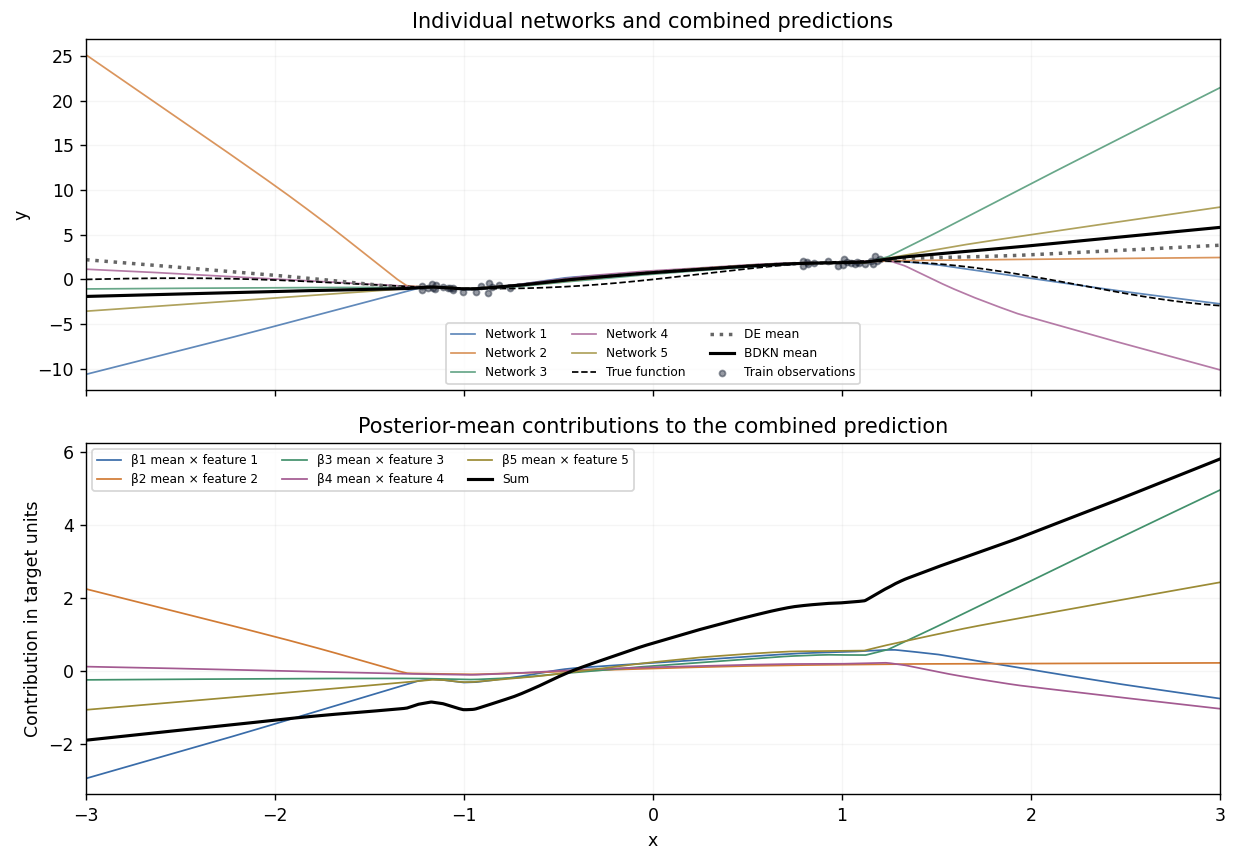 Individual networks and combined predictions
25
20
15
10
5
0
−5
−10
y
Network 1
Network 2
Network 3
Network 4
Network 5
True function
DE mean
BDKN mean
Train observations
Posterior-mean contributions to the combined prediction
6
4
2
0
−2
Contribution in target units
β1 mean × feature 1
β2 mean × feature 2
β3 mean × feature 3
β4 mean × feature 4
β5 mean × feature 5
Sum
−3 −2 −1 0 1 2 3
x